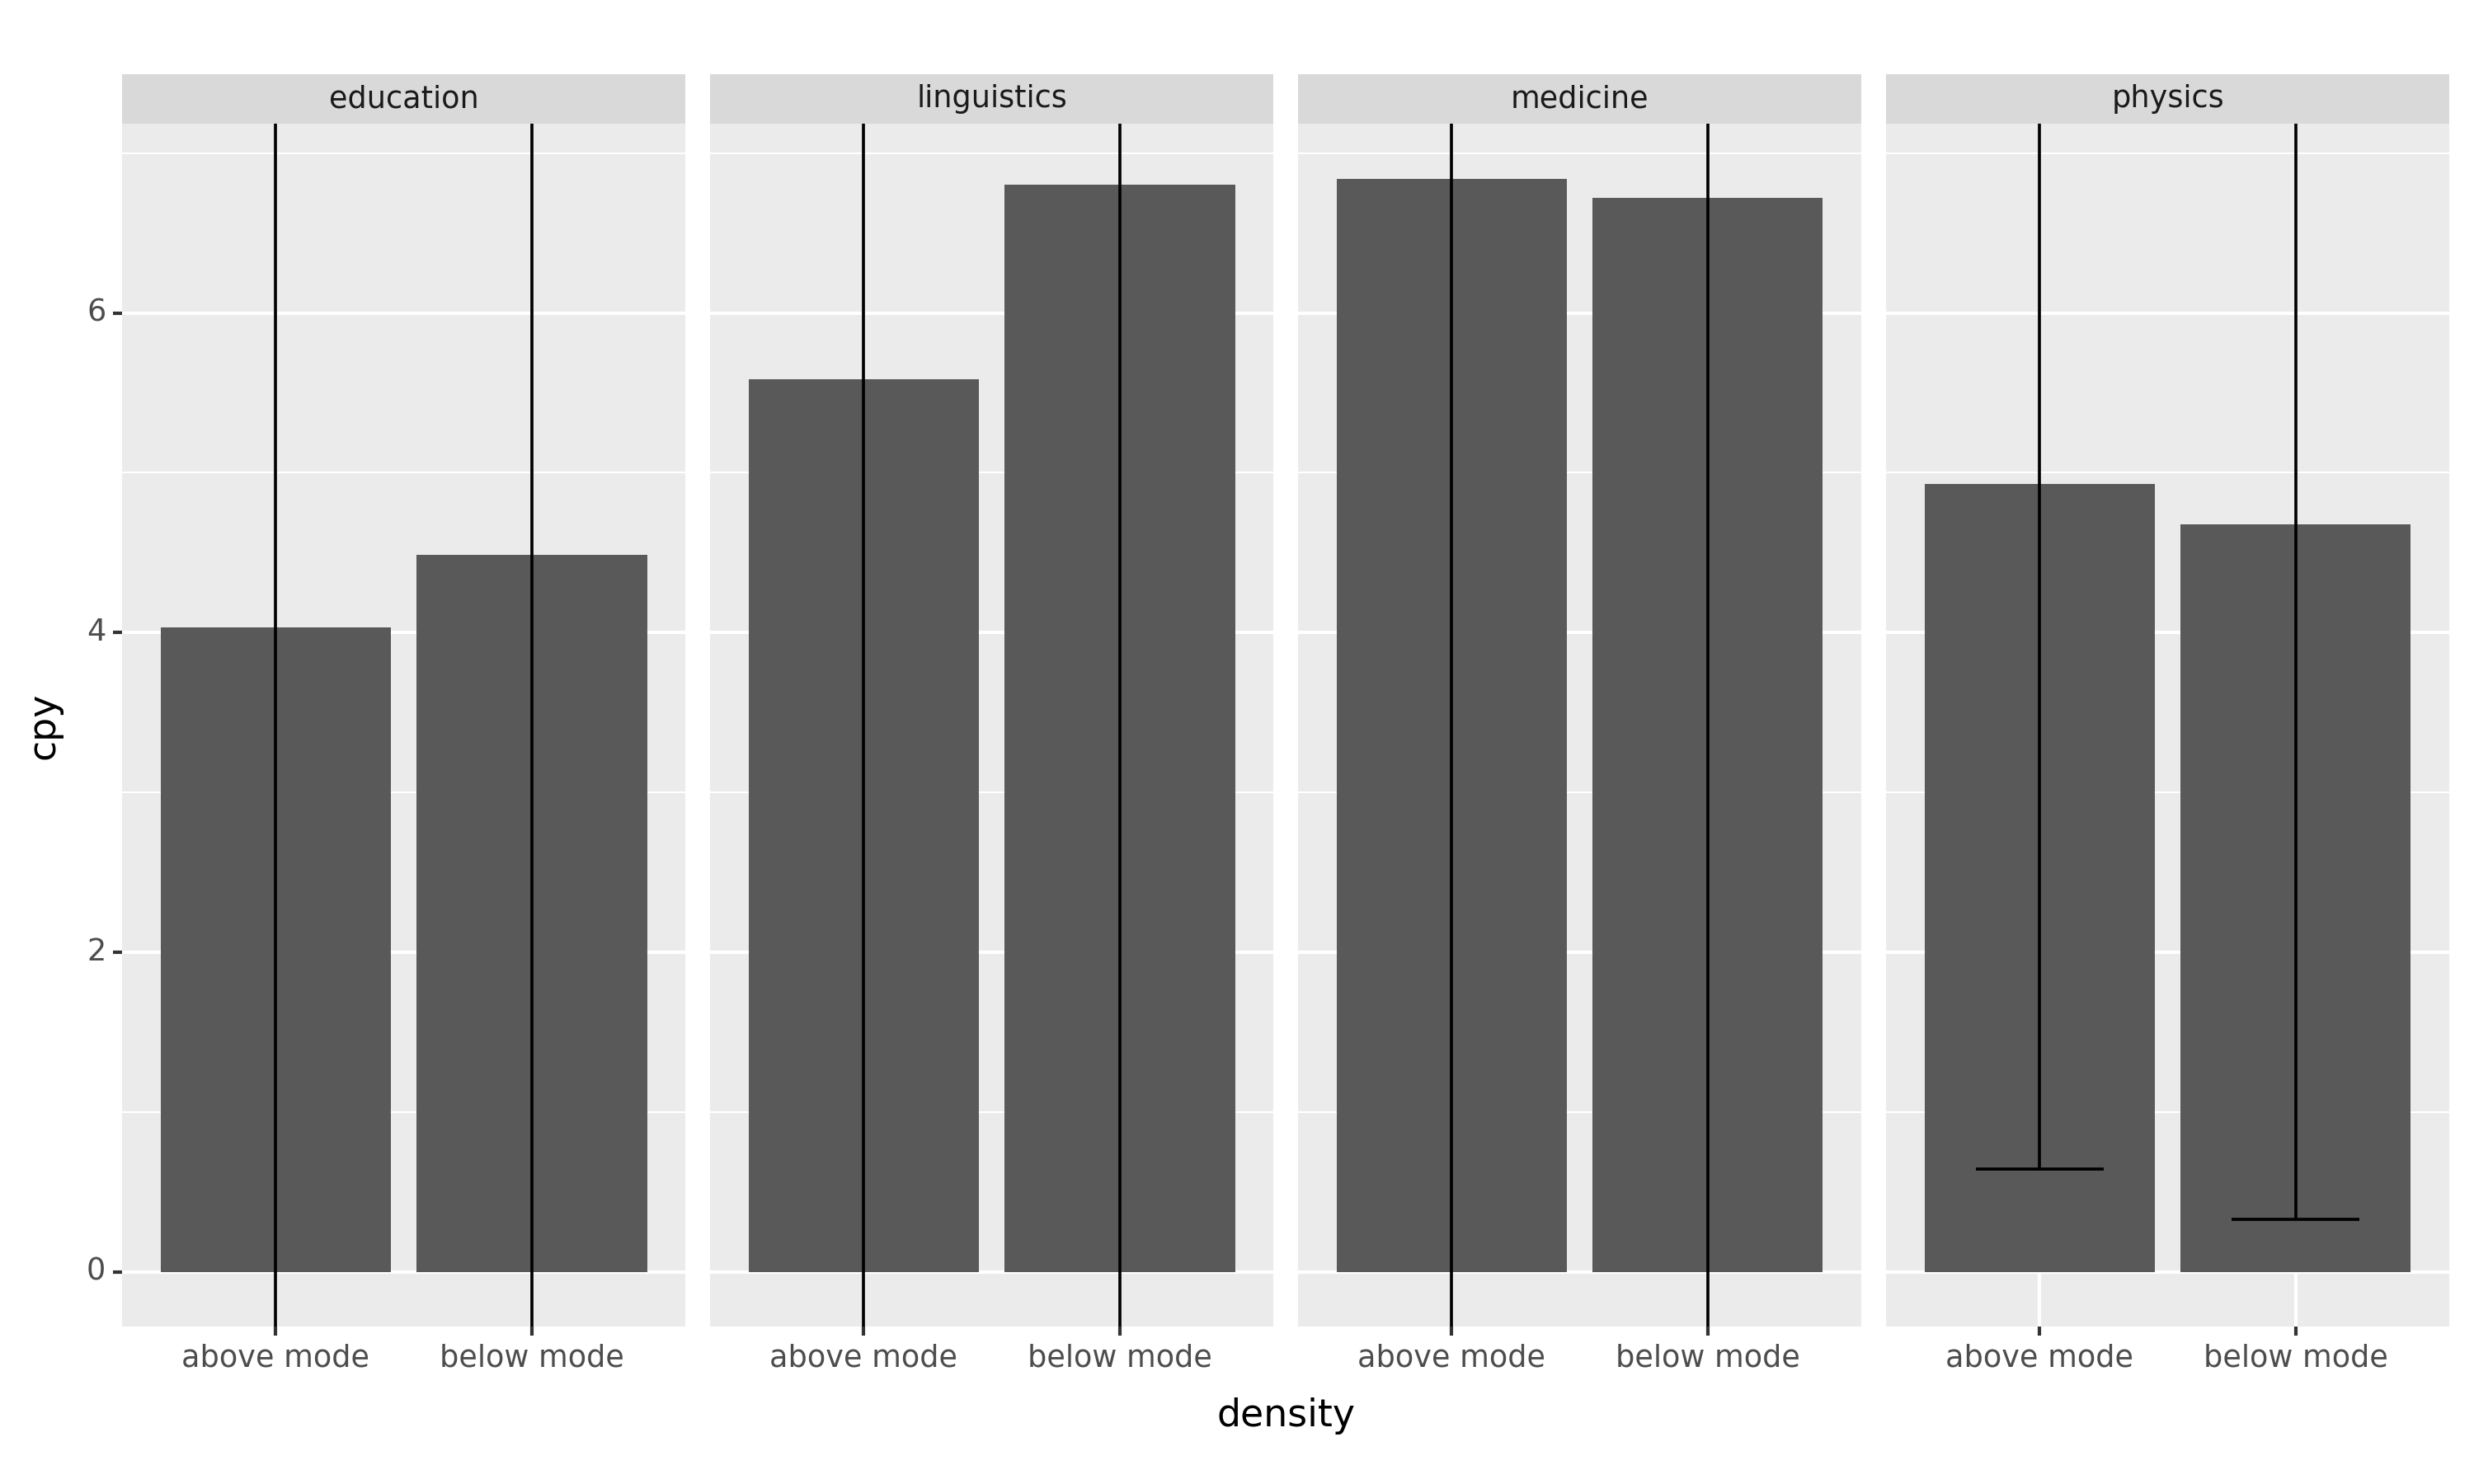 education linguistics medicine physics
6
4
2
0
cpy
above mode below mode above mode below mode above mode below mode above mode below mode
density